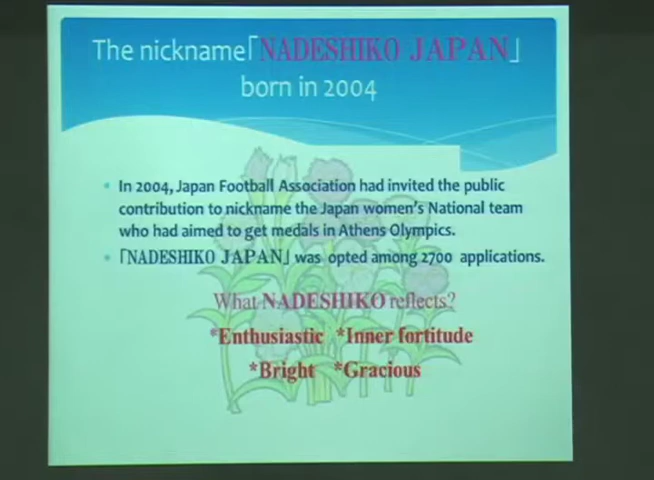 The nickname「NADESHIKO JAPAN」
born in 2004
• In 2004, Japan Football Association had invited the public
contribution to nickname the Japan women's National team
who had aimed to get medals in Athens Olympics.
• 「NADESHIKO JAPAN」 was opted among 2700 applications.
What NADESHIKO reflects?
*Enthusiastic *Inner fortitude
*Bright *Gracious